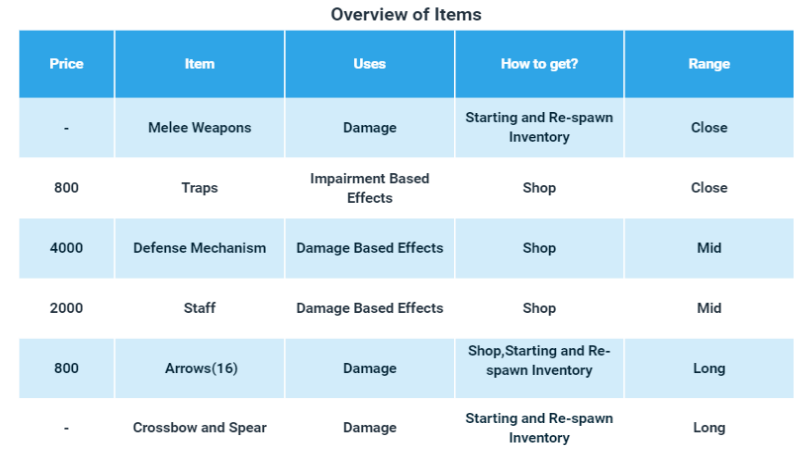 Overview of Items
Price Item Uses How to get? Range
- Melee Weapons Damage Starting and Re-spawn
Inventory Close
800 Traps Impairment Based
Effects Shop Close
4000 Defense Mechanism Damage Based Effects Shop Mid
2000 Staff Damage Based Effects Shop Mid
800 Arrows(16) Damage Shop,Starting and Re-
spawn Inventory Long
- Crossbow and Spear Damage Starting and Re-spawn
Inventory Long